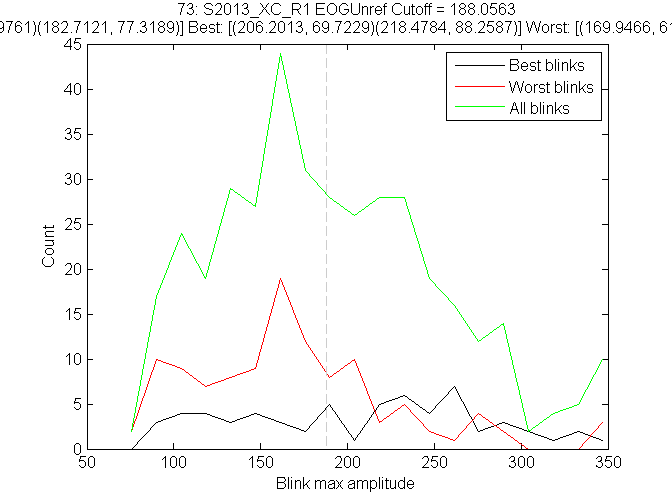 73: S2013_XC_R1 EOGUnref Cutoff = 188.0563
9761)(182.7121, 77.3189)] Best: [(206.2013, 69.7229)(218.4784, 88.2587)] Worst: [(169.9466, 61
45
40
35
30
25
20
15
10
5
0
Count
Best blinks
Worst blinks
All blinks
50
100
150
200
250
300
350
Blink max amplitude